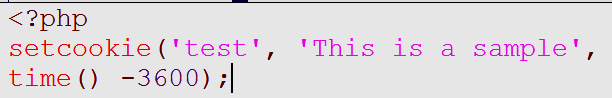 <?php
setcookie('test', 'This is a sample',
time() -3600);